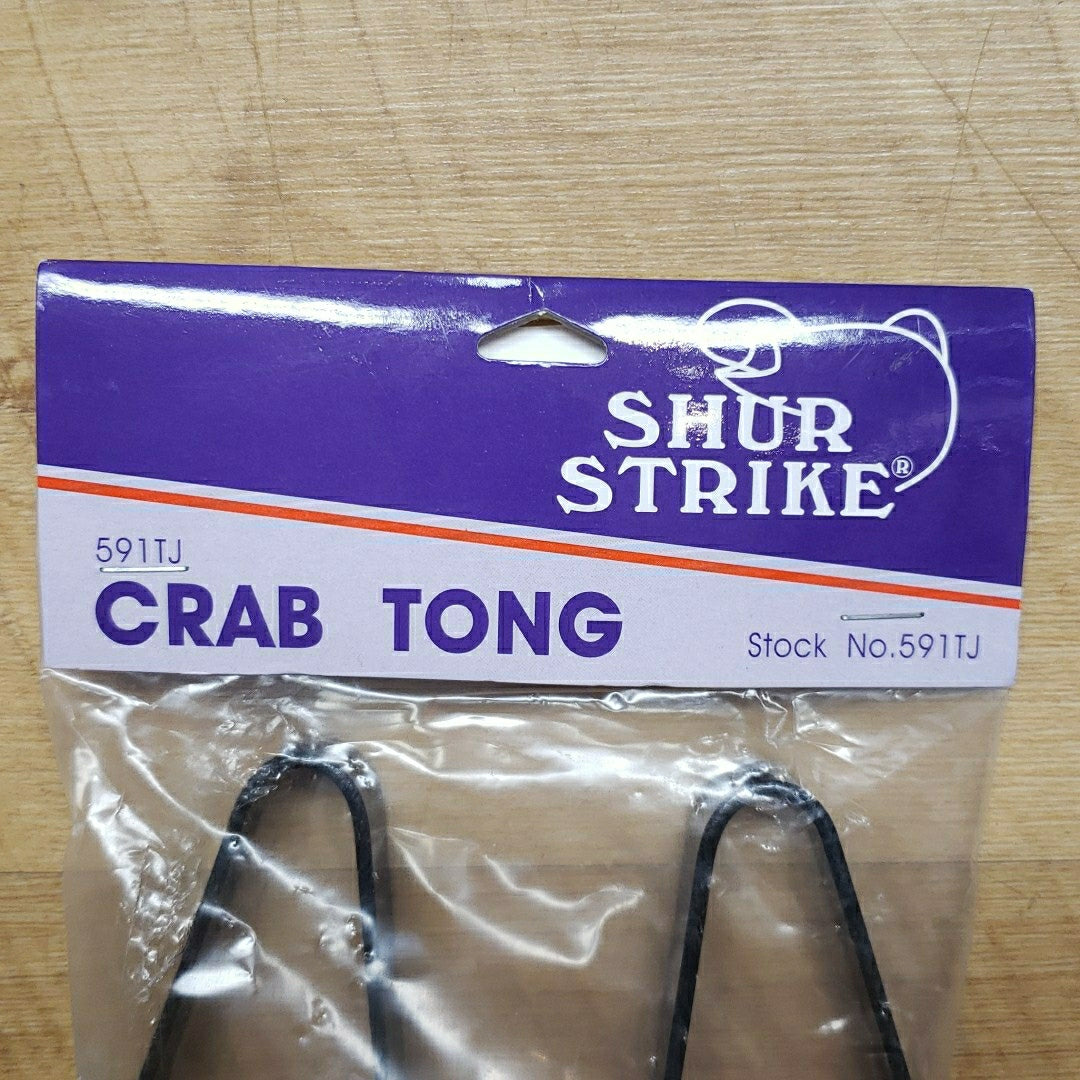 SHUR
STRIKE®
591TJ
CRAB TONG
Stock No.591TJ